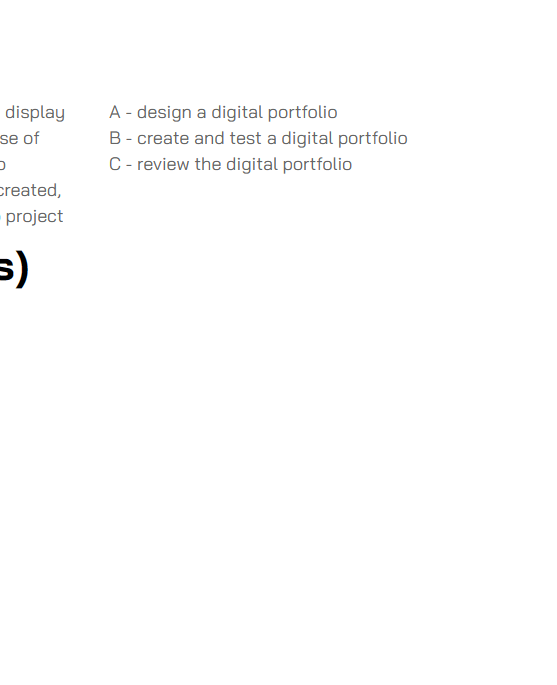 display
se of
created,
project
s)
A - design a digital portfolio
B - create and test a digital portfolio
C - review the digital portfolio